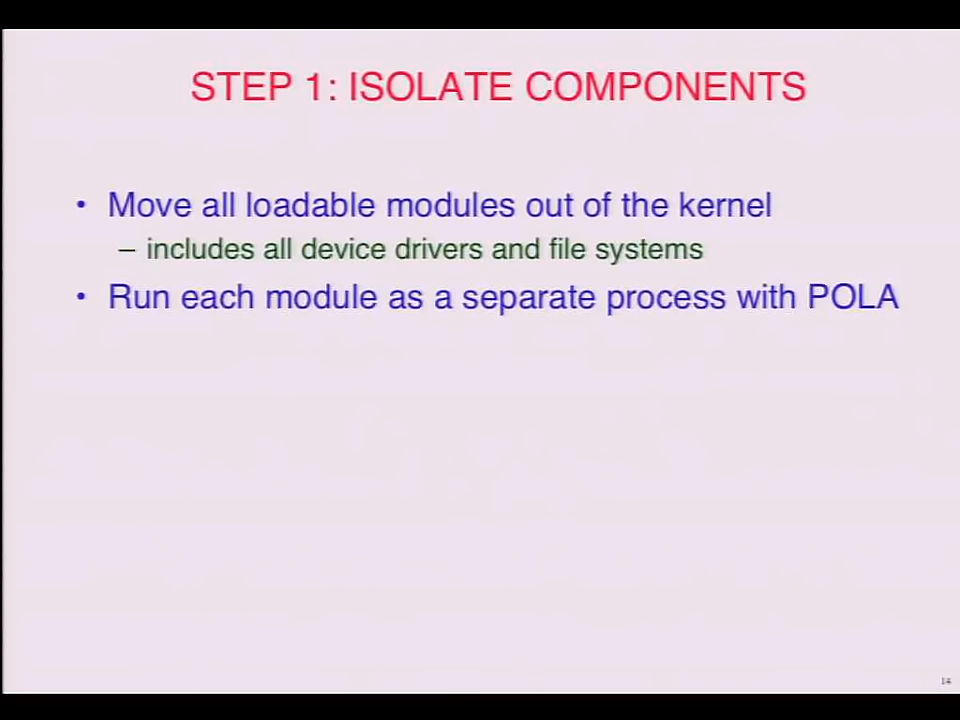 STEP 1: ISOLATE COMPONENTS
• Move all loadable modules out of the kernel
– includes all device drivers and file systems
• Run each module as a separate process with POLA
14